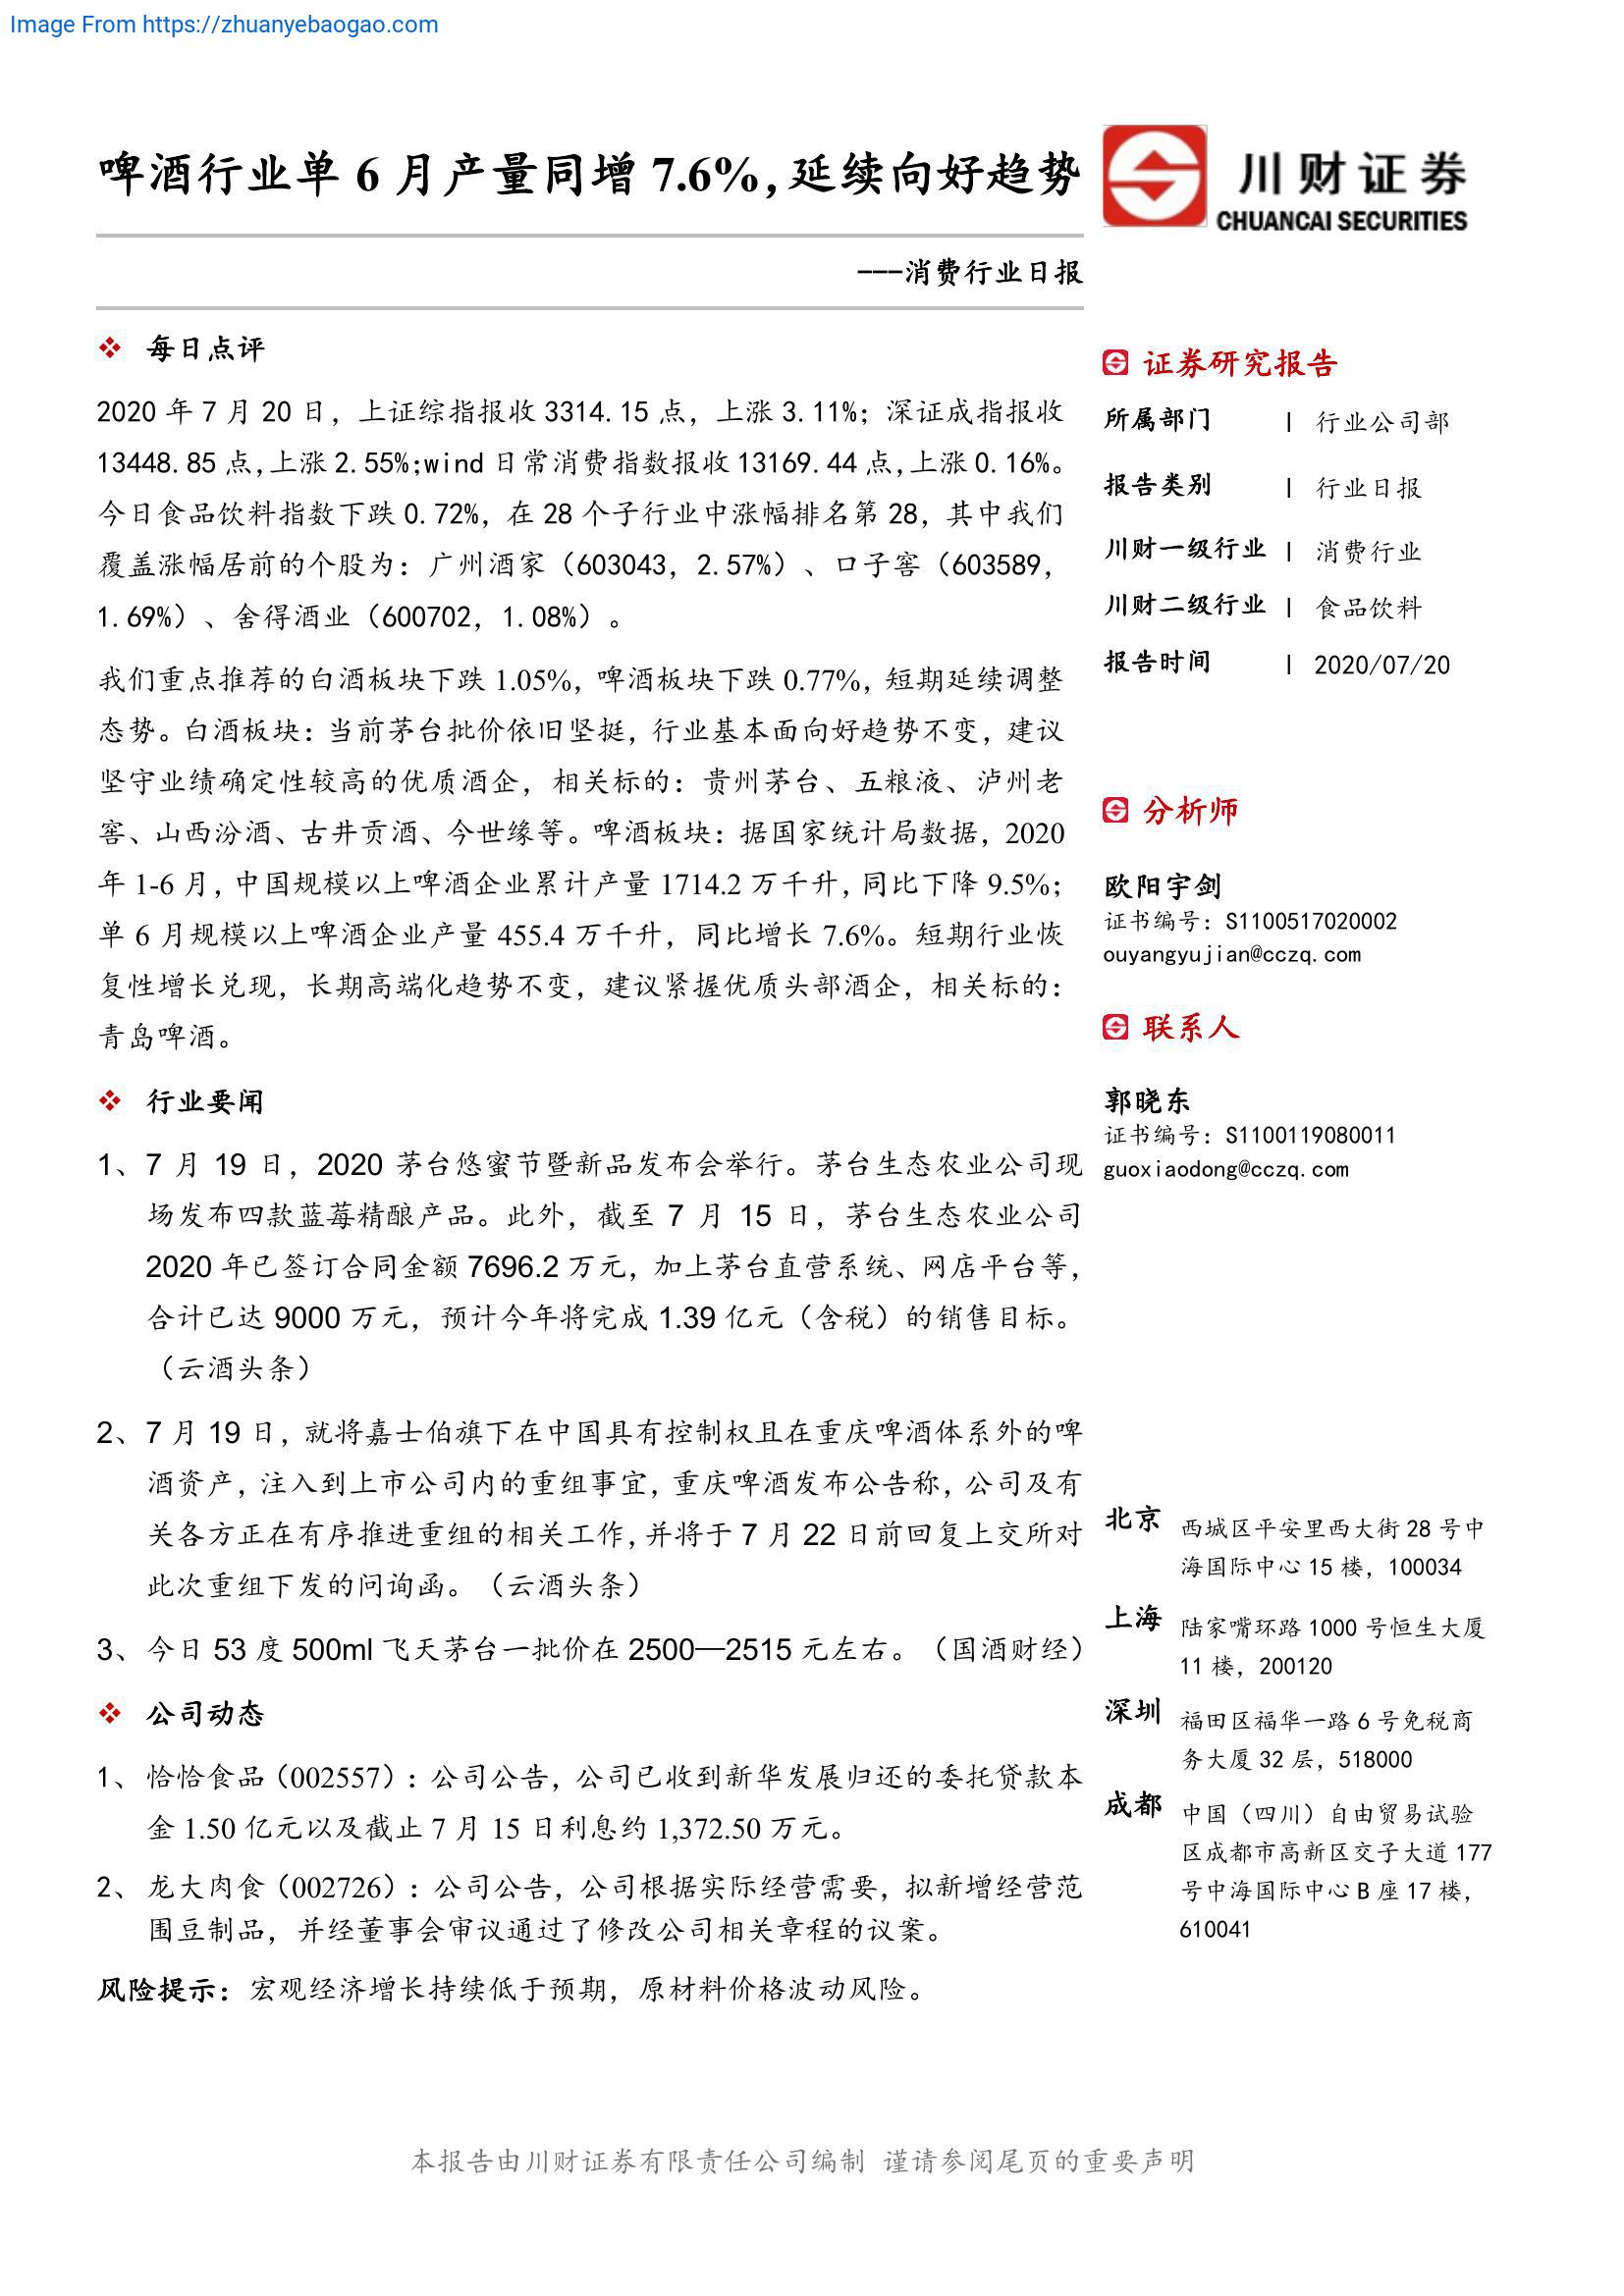 Image From https://zhuanyebaogao.com
啤酒行业单 6 月产量同增 7.6%,延续向好趋势
川财证券
CHUANCAI SECURITIES
---消费行业日报
❖ 每日点评
2020 年 7 月 20 日，上证综指报收 3314.15 点，上涨 3.11%；深证成指报收
13448.85 点,上涨 2.55%;wind 日常消费指数报收 13169.44 点,上涨 0.16%。
今日食品饮料指数下跌 0.72%，在 28 个子行业中涨幅排名第 28，其中我们
覆盖涨幅居前的个股为：广州酒家（603043，2.57%）、口子窖（603589，
1.69%）、舍得酒业（600702，1.08%）。
我们重点推荐的白酒板块下跌 1.05%，啤酒板块下跌 0.77%，短期延续调整
态势。白酒板块：当前茅台批价依旧坚挺，行业基本面向好趋势不变，建议
坚守业绩确定性较高的优质酒企，相关标的：贵州茅台、五粮液、泸州老
窖、山西汾酒、古井贡酒、今世缘等。啤酒板块：据国家统计局数据，2020
年 1-6 月，中国规模以上啤酒企业累计产量 1714.2 万千升，同比下降 9.5%；
单 6 月规模以上啤酒企业产量 455.4 万千升，同比增长 7.6%。短期行业恢
复性增长兑现，长期高端化趋势不变，建议紧握优质头部酒企，相关标的：
青岛啤酒。
❖ 行业要闻
1、7 月 19 日，2020 茅台悠蜜节暨新品发布会举行。茅台生态农业公司现
场发布四款蓝莓精酿产品。此外，截至 7 月 15 日，茅台生态农业公司
2020 年已签订合同金额 7696.2 万元，加上茅台直营系统、网店平台等，
合计已达 9000 万元，预计今年将完成 1.39 亿元（含税）的销售目标。
（云酒头条）
2、7 月 19 日，就将嘉士伯旗下在中国具有控制权且在重庆啤酒体系外的啤
酒资产，注入到上市公司内的重组事宜，重庆啤酒发布公告称，公司及有
关各方正在有序推进重组的相关工作，并将于 7 月 22 日前回复上交所对
此次重组下发的问询函。（云酒头条）
3、今日 53 度 500ml 飞天茅台一批价在 2500—2515 元左右。（国酒财经）
❖ 公司动态
1、恰恰食品（002557）：公司公告，公司已收到新华发展归还的委托贷款本
金 1.50 亿元以及截止 7 月 15 日利息约 1,372.50 万元。
2、龙大肉食（002726）：公司公告，公司根据实际经营需要，拟新增经营范
围豆制品，并经董事会审议通过了修改公司相关章程的议案。
风险提示：宏观经济增长持续低于预期，原材料价格波动风险。
证券研究报告
所属部门 | 行业公司部
报告类别 | 行业日报
川财一级行业 | 消费行业
川财二级行业 | 食品饮料
报告时间 | 2020/07/20
分析师
欧阳宇剑
证书编号：S1100517020002
ouyangyujian@cczq.com
联系人
郭晓东
证书编号：S1100119080011
guoxiaodong@cczq.com
北京 西城区平安里西大街 28 号中
海国际中心 15 楼，100034
上海 陆家嘴环路 1000 号恒生大厦
11 楼，200120
深圳 福田区福华一路 6 号免税商
务大厦 32 层，518000
成都 中国（四川）自由贸易试验
区成都市高新区交子大道 177
号中海国际中心 B 座 17 楼，
610041
本报告由川财证券有限责任公司编制 谨请参阅尾页的重要声明